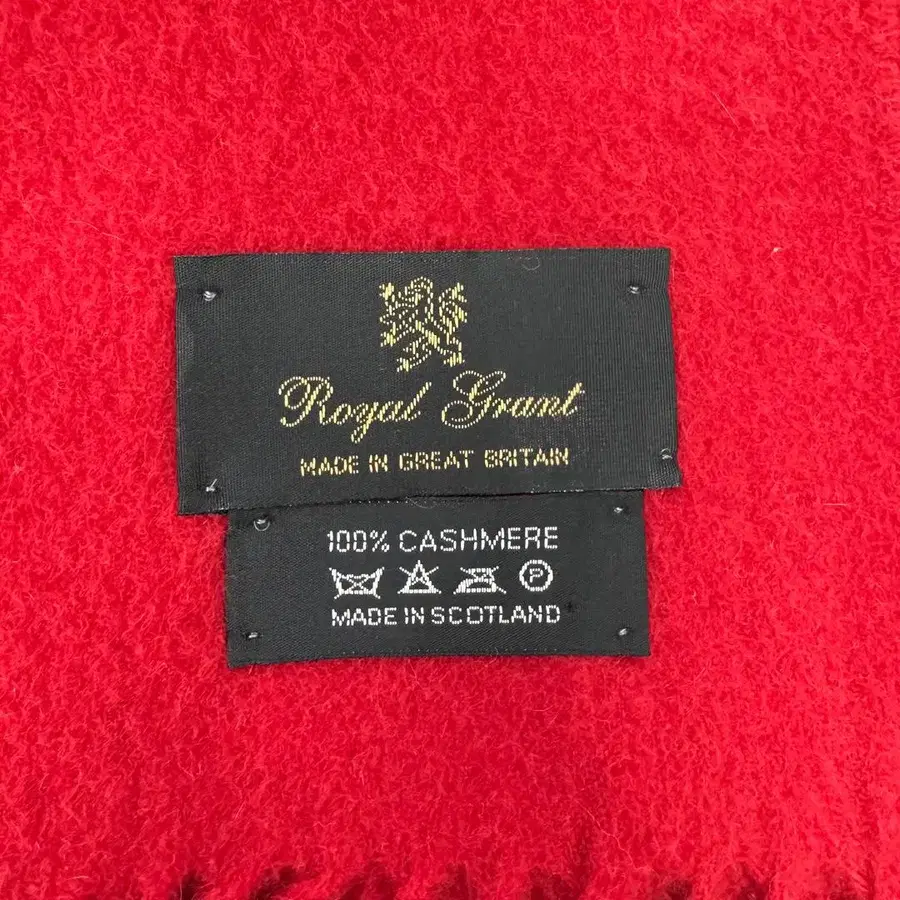 Royal Grant
MADE IN GREAT BRITAIN
100% CASHMERE
P
MADE IN SCOTLAND